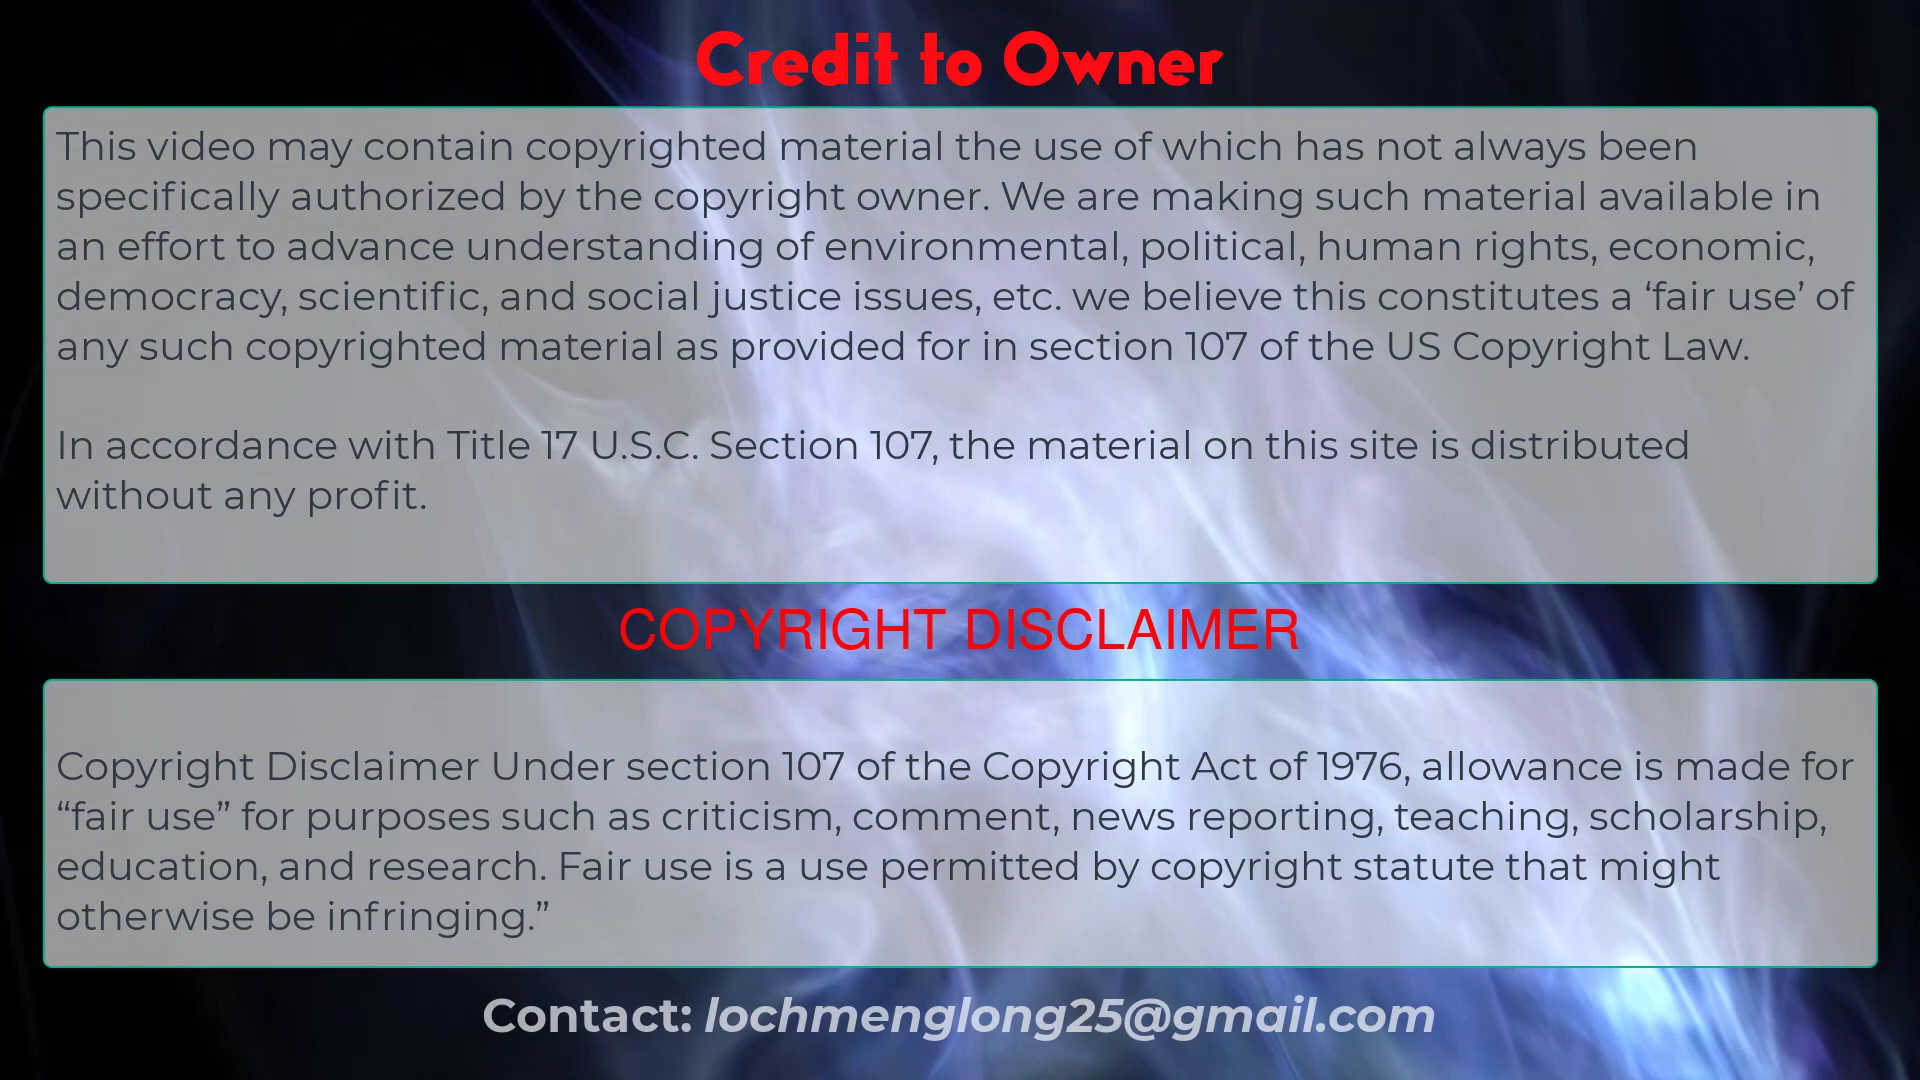 Credit to Owner
This video may contain copyrighted material the use of which has not always been
specifically authorized by the copyright owner. We are making such material available in
an effort to advance understanding of environmental, political, human rights, economic,
democracy, scientific, and social justice issues, etc. we believe this constitutes a ‘fair use’ of
any such copyrighted material as provided for in section 107 of the US Copyright Law.
In accordance with Title 17 U.S.C. Section 107, the material on this site is distributed
without any profit.
COPYRIGHT DISCLAIMER
Copyright Disclaimer Under section 107 of the Copyright Act of 1976, allowance is made for
“fair use” for purposes such as criticism, comment, news reporting, teaching, scholarship,
education, and research. Fair use is a use permitted by copyright statute that might
otherwise be infringing.”
Contact: lochmenglong25@gmail.com